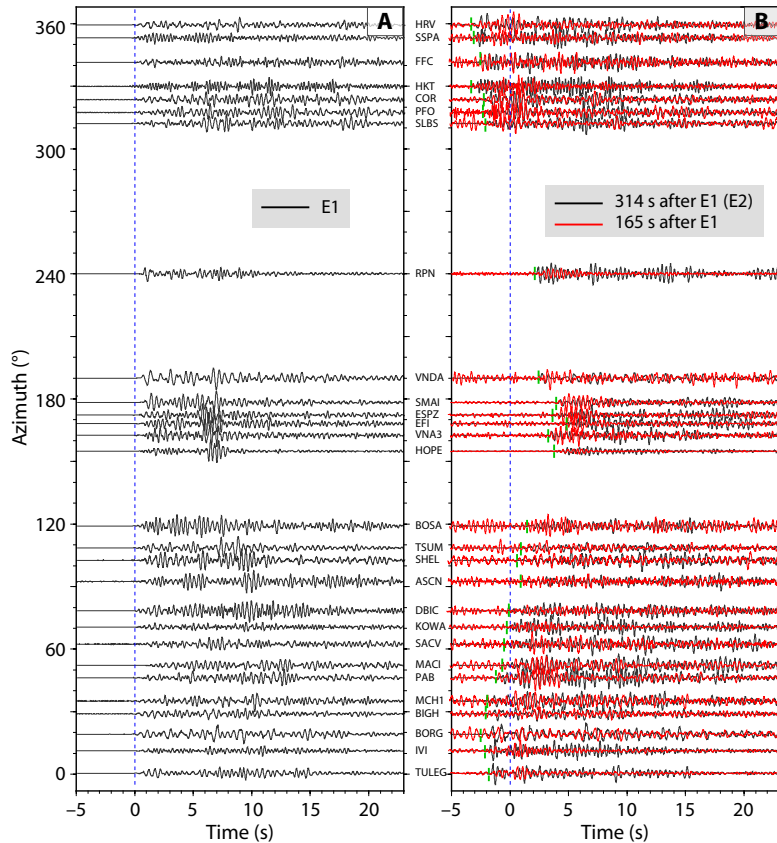 A
B
360
300
240
180
120
60
0
Azimuth (°)
E1
314 s after E1 (E2)
165 s after E1
HRV
SSPA
FFC
HKT
COR
PFO
SLBS
RPN
VNDA
SMAI
ESPZ
EFI
VNA3
HOPE
BOSA
TSUM
SHEL
ASCN
DBIC
KOWA
SACV
MACI
PAB
MCH1
BIGH
BORG
IVI
TULEG
−5 0 5 10 15 20
−5 0 5 10 15 20
Time (s)
Time (s)